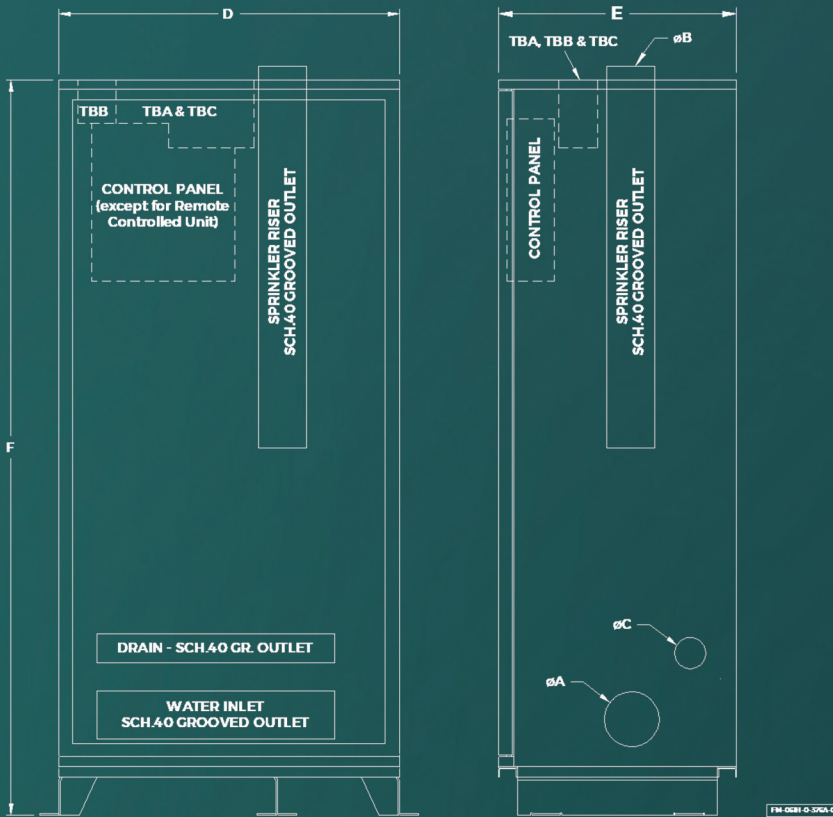 D
E
TBA, TBB & TBC
øB
TBB
TBA & TBC
CONTROL PANEL
(except for Remote
Controlled Unit)
SPRINKLER RISER
SCH.40 GROOVED OUTLET
CONTROL PANEL
SPRINKLER RISER
SCH.40 GROOVED OUTLET
F
øC
DRAIN - SCH.40 GR. OUTLET
øA
WATER INLET
SCH.40 GROOVED OUTLET